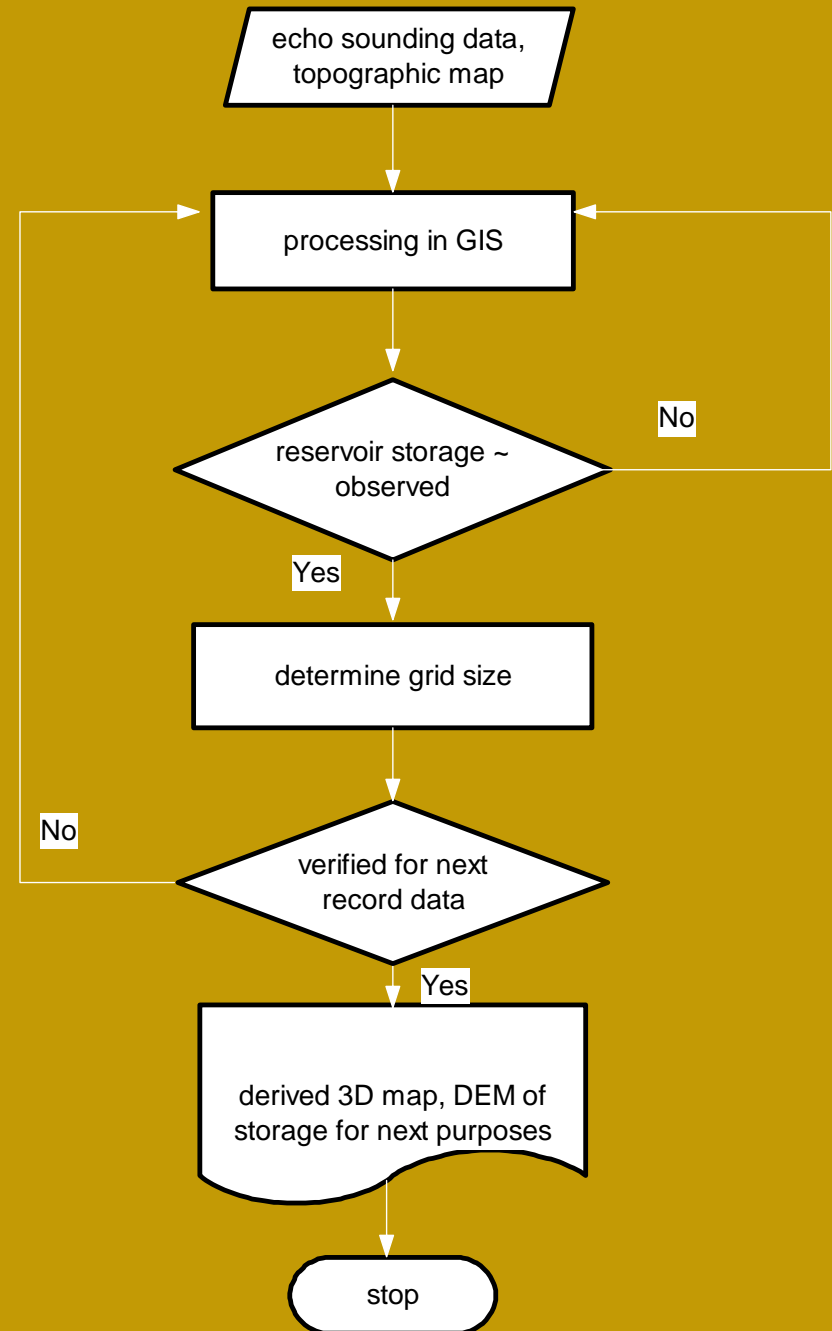 echo sounding data,
topographic map
processing in GIS
reservoir storage ~
observed
No
Yes
determine grid size
No
verified for next
record data
Yes
derived 3D map, DEM of
storage for next purposes
stop